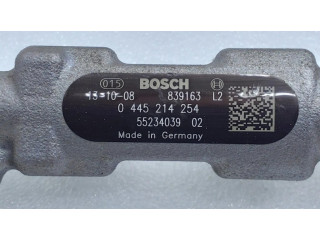 015 BOSCH
13-10-08 839163 L2
0 445 214 254
55234039 02
Made in Germany